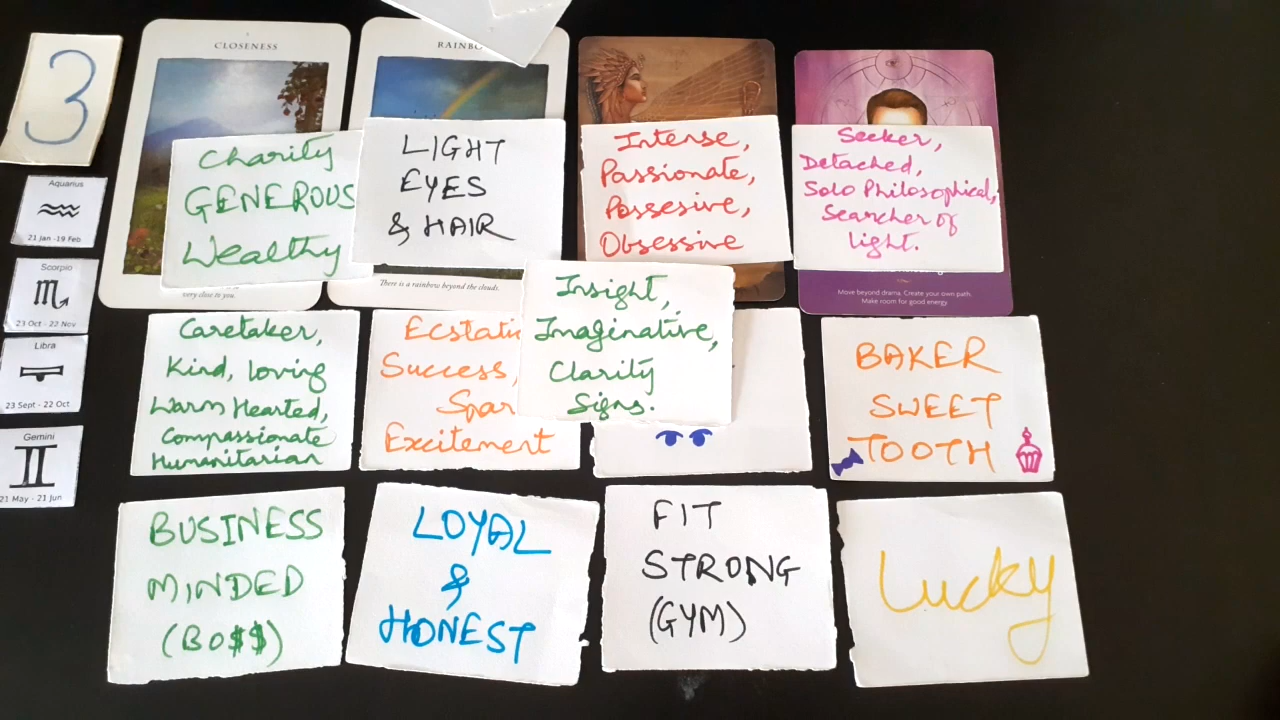 3
CLOSENESS
RAINBO
Aquarius
21 Jan -19 Feb
Scorpio
23 Oct - 22 Nov
Libra
23 Sept - 22 Oct
Gemini
21 May - 21 Jun
Charity
GENEROUS
Wealthy
very close to you.
LIGHT
EYES
& HAIR
There is a rainbow beyond the clouds.
Intense,
Passionate,
Possesive,
Obsessive
Seeker,
Detached,
Solo Philosophical,
Searcher of
light.
Move beyond drama. Create your own path.
Make room for good energy
Caretaker,
Kind, loving
Warm Hearted,
Compassionate
Humanitarian
Ecstatic
Success,
Spar
Excitement
Insight,
Imaginative,
Clarity
Signs.
BAKER
SWEET
TOOTH
BUSINESS
MINDED
(BO$$)
LOYAL
&
HONEST
FIT
STRONG
(GYM)
Lucky